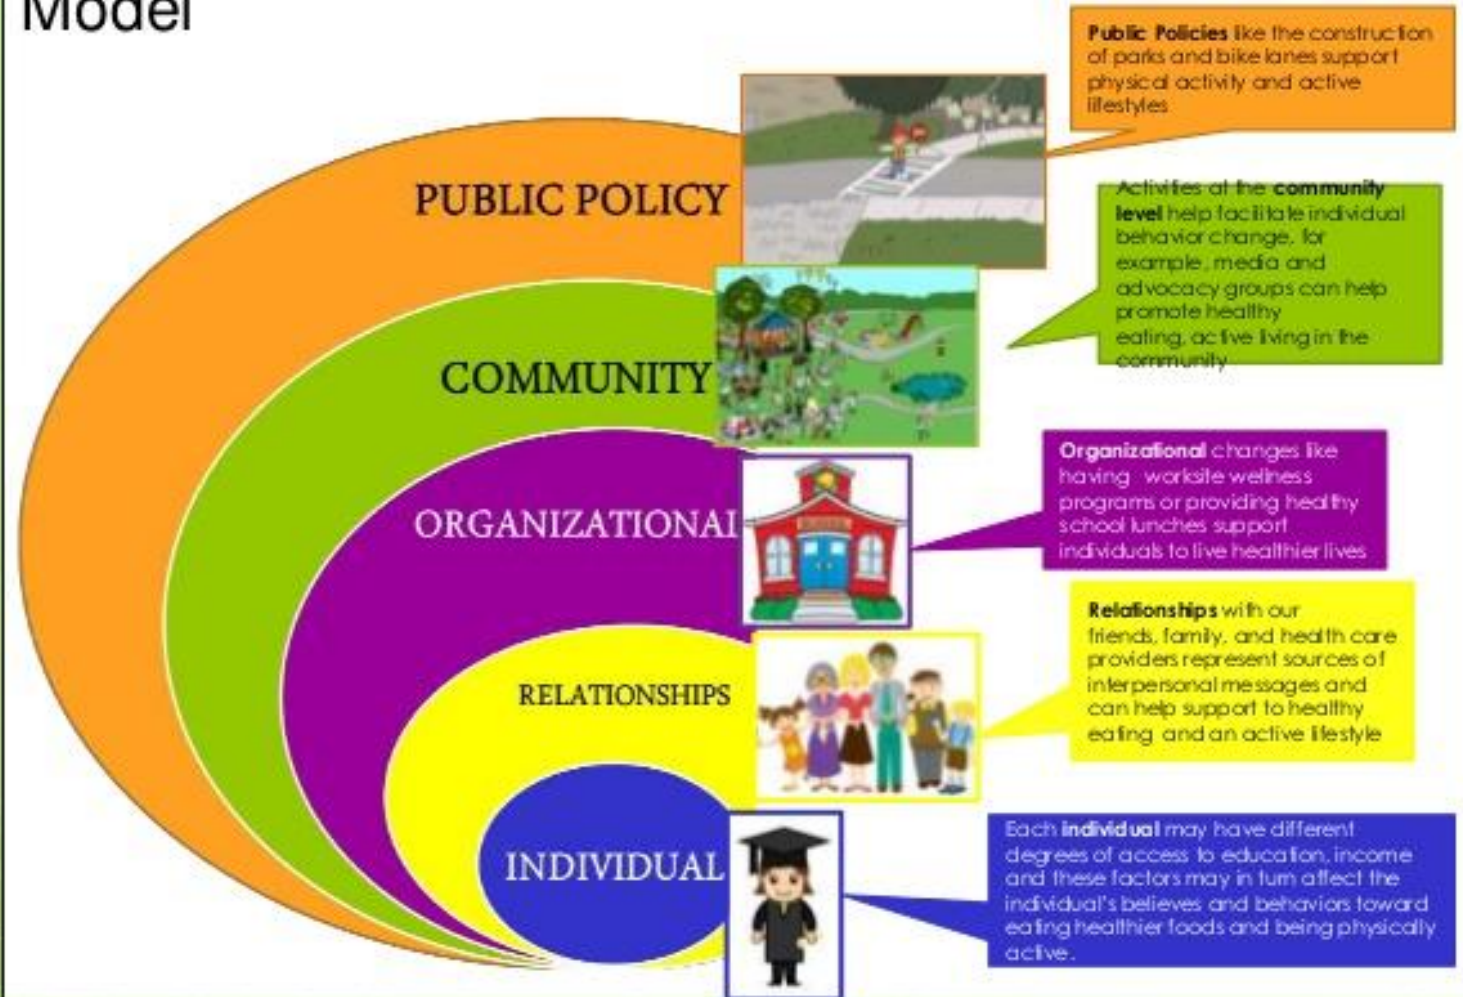 Model
Public Policies like the construction
of parks and bike lanes support
physical activity and active
lifestyles
PUBLIC POLICY
Activities at the community
level help facilitate individual
behavior change, for
example, media and
advocacy groups can help
promote healthy
eating, active living in the
community
COMMUNITY
Organizational changes like
having worksite wellness
programs or providing healthy
school lunches support
individuals to live healthier lives
ORGANIZATIONAL
Relationships with our
friends, family, and health care
providers represent sources of
interpersonal messages and
can help support to healthy
eating and an active lifestyle
RELATIONSHIPS
Each individual may have different
degrees of access to education, income
and these factors may in turn affect the
individual's believes and behaviors toward
eating healthier foods and being physically
active.
INDIVIDUAL